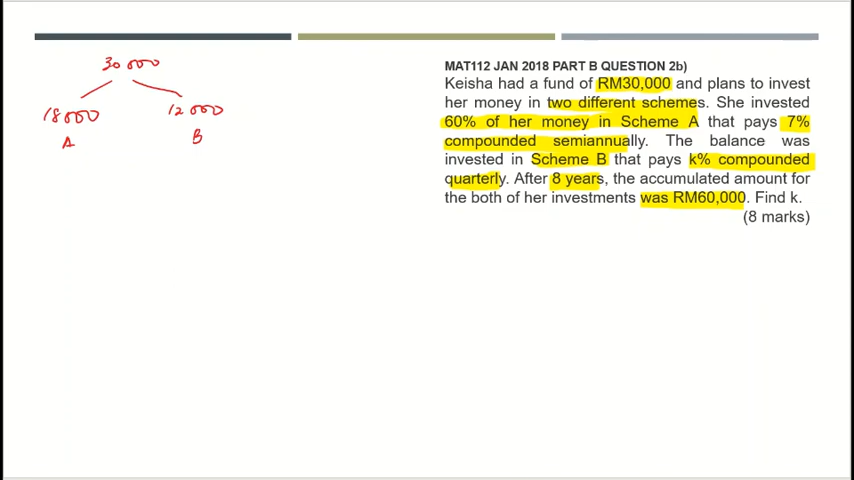 30 000
18000 12 000
A B
MAT112 JAN 2018 PART B QUESTION 2b)
Keisha had a fund of RM30,000 and plans to invest
her money in two different schemes. She invested
60% of her money in Scheme A that pays 7%
compounded semiannually. The balance was
invested in Scheme B that pays k% compounded
quarterly. After 8 years, the accumulated amount for
the both of her investments was RM60,000. Find k.
(8 marks)